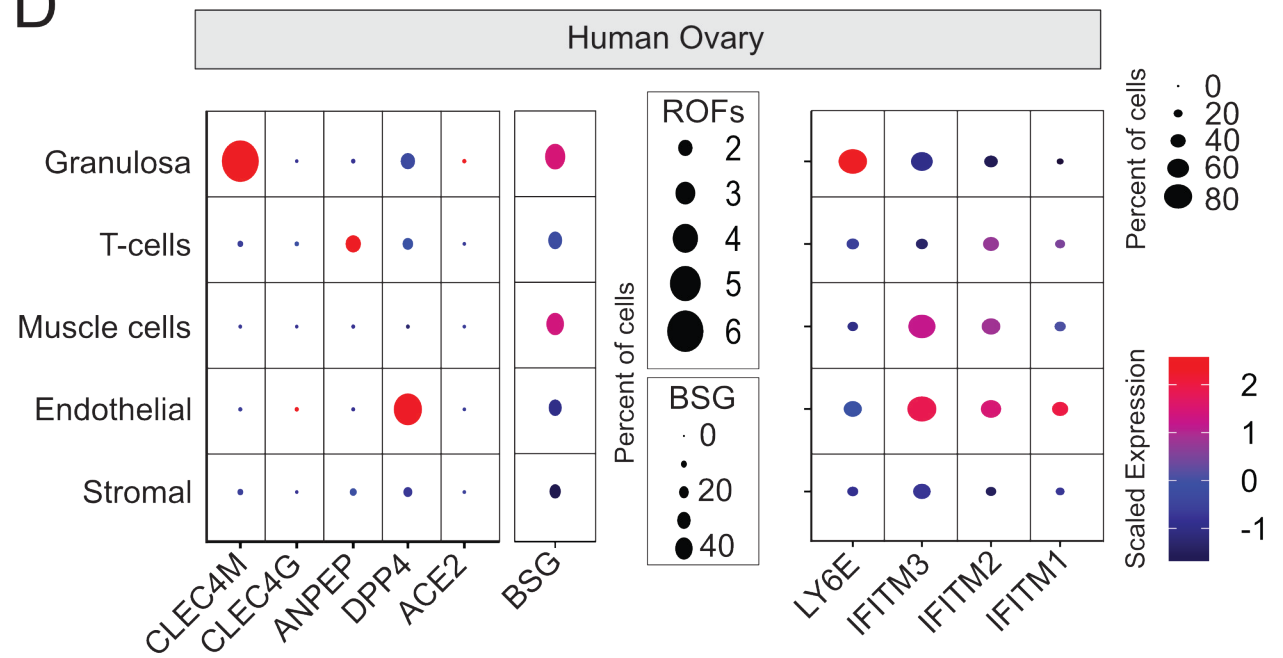 D
Human Ovary
Granulosa
T-cells
Muscle cells
Endothelial
Stromal
CLEC4M
CLEC4G
ANPEP
DPP4
ACE2
BSG
Percent of cells
ROFs
2
3
4
5
6
BSG
0
20
40
LY6E
IFITM3
IFITM2
IFITM1
Percent of cells
0
20
40
60
80
Scaled Expression
2
1
0
-1